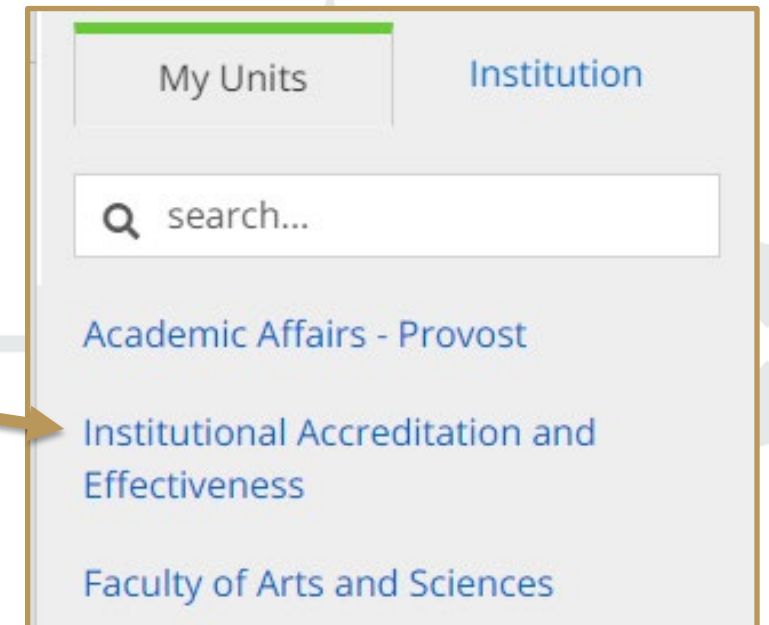 My Units
Institution
search...
Academic Affairs - Provost
Institutional Accreditation and
Effectiveness
Faculty of Arts and Sciences